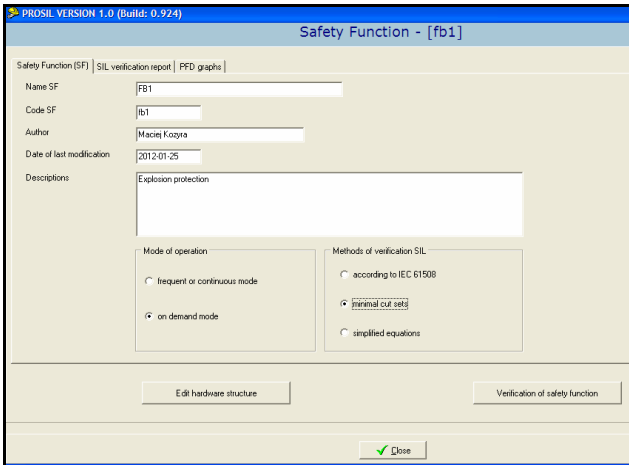 PROSIL VERSION 1.0 (Build: 0.924)
Safety Function - [fb1]
Safety Function (SF) SIL verification report PFD graphs
Name SF FB1
Code SF fb1
Author Maciej Kozyra
Date of last modification 2012-01-25
Descriptions Explosion protection
Mode of operation Methods of verification SIL
frequent or continuous mode according to IEC 61508
on demand mode minimal cut sets
simplified equations
Edit hardware structure Verification of safety function
Close